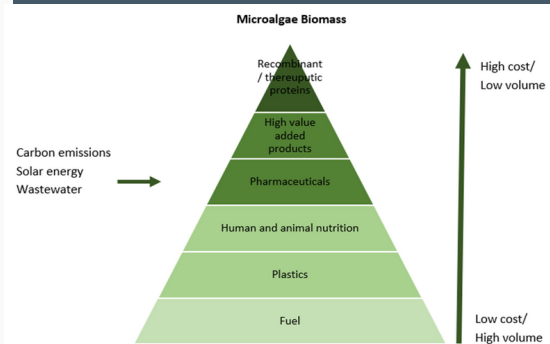 Microalgae Biomass
Recombinant
/ thereuputic
proteins
High value
added
products
Pharmaceuticals
Human and animal nutrition
Plastics
Fuel
Carbon emissions
Solar energy
Wastewater
High cost/
Low volume
Low cost/
High volume